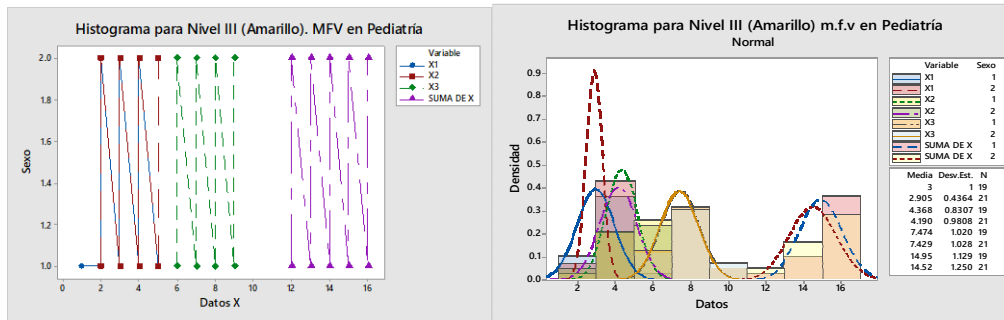 Histograma para Nivel III (Amarillo). MFV en Pediatría
2.0
1.8
1.6
1.4
1.2
1.0
Sexo
0 2 4 6 8 10 12 14 16
Datos X
Variable
X1
X2
X3
SUMA DE X
Histograma para Nivel III (Amarillo) m.f.v en Pediatría
Normal
0.9
0.8
0.7
0.6
0.5
0.4
0.3
0.2
0.1
0.0
Densidad
2 4 6 8 10 12 14 16
Datos
Variable Sexo
X1 1
X1 2
X2 1
X2 2
X3 1
X3 2
SUMA DE X 1
SUMA DE X 2
Media Desv.Est. N
3 1 19
2.905 0.4364 21
4.368 0.8307 19
4.190 0.9808 21
7.474 1.020 19
7.429 1.028 21
14.95 1.129 19
14.52 1.250 21